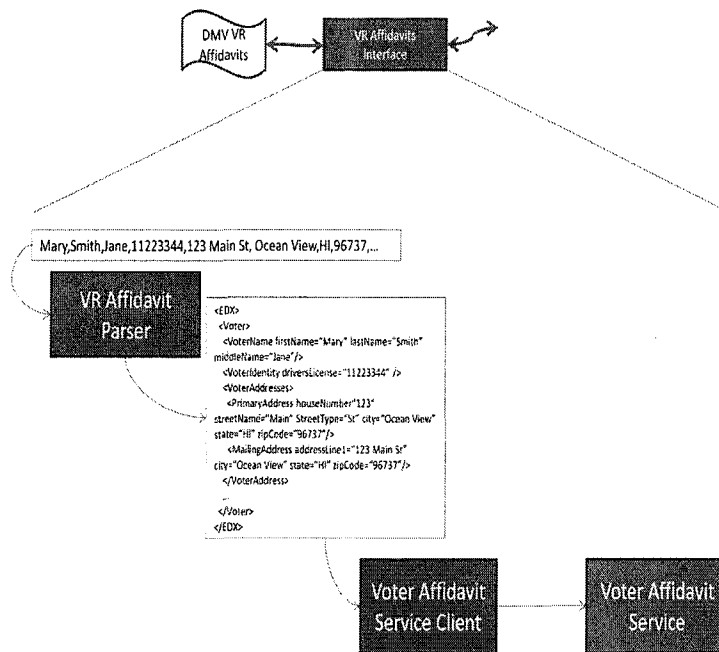 DMV VR
Affidavits
VR Affidavits
Interface
Mary,Smith,Jane,11223344,123 Main St, Ocean View,HI,96737,...
VR Affidavit
Parser
<EDX>
<Voter>
<VoterName firstName="Mary" lastName="Smith"
middleName="Jane"/>
<VoterIdentity driversLicense="11223344" />
<VoterAddresses>
<PrimaryAddress houseNumber"123"
streetName="Main" StreetType="St" city="Ocean View"
state="HI" zipCode="96737"/>
<MailingAddress addressLine1="123 Main St"
city="Ocean View" state="HI" zipCode="96737"/>
</VoterAddress>
...
</Voter>
</EDX>
Voter Affidavit
Service Client
Voter Affidavit
Service